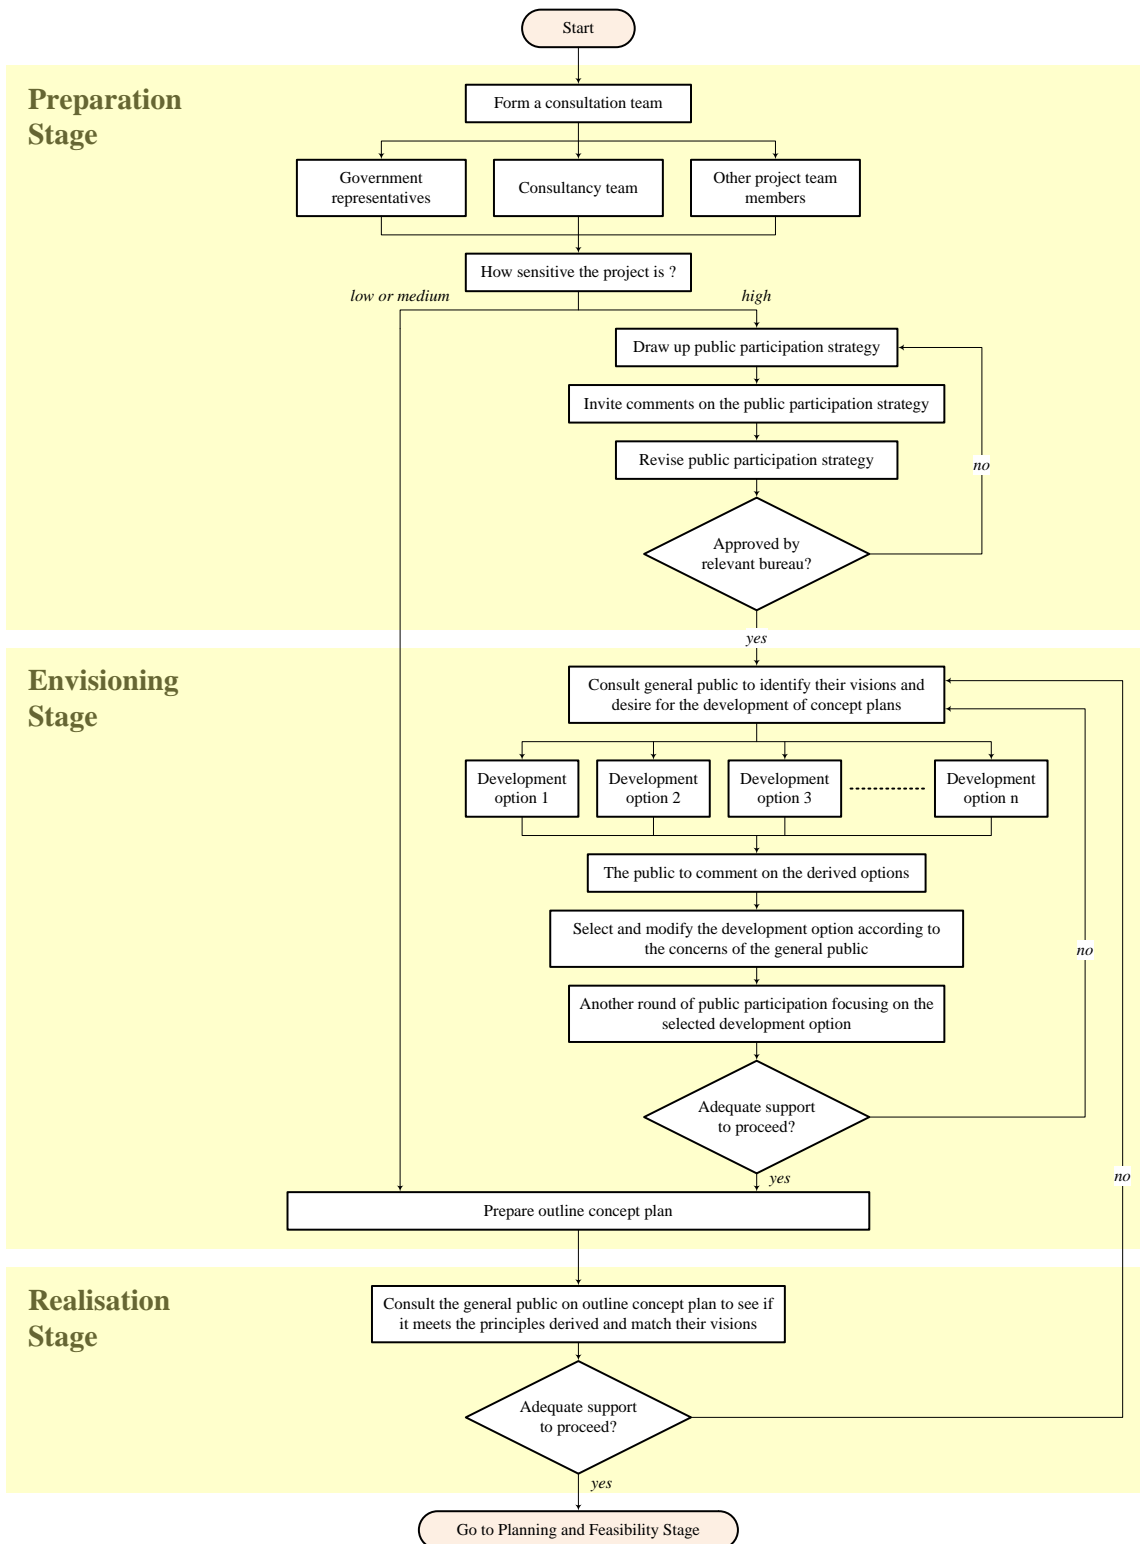 Start
Preparation
Stage
Form a consultation team
Government
representatives
Consultancy team
Other project team
members
How sensitive the project is ?
low or medium
high
Draw up public participation strategy
Invite comments on the public participation strategy
Revise public participation strategy
no
Approved by
relevant bureau?
yes
Envisioning
Stage
Consult general public to identify their visions and
desire for the development of concept plans
Development
option 1
Development
option 2
Development
option 3
Development
option n
The public to comment on the derived options
Select and modify the development option according to
the concerns of the general public
no
Another round of public participation focusing on the
selected development option
Adequate support
to proceed?
yes
no
Prepare outline concept plan
Realisation
Stage
Consult the general public on outline concept plan to see if
it meets the principles derived and match their visions
Adequate support
to proceed?
yes
Go to Planning and Feasibility Stage